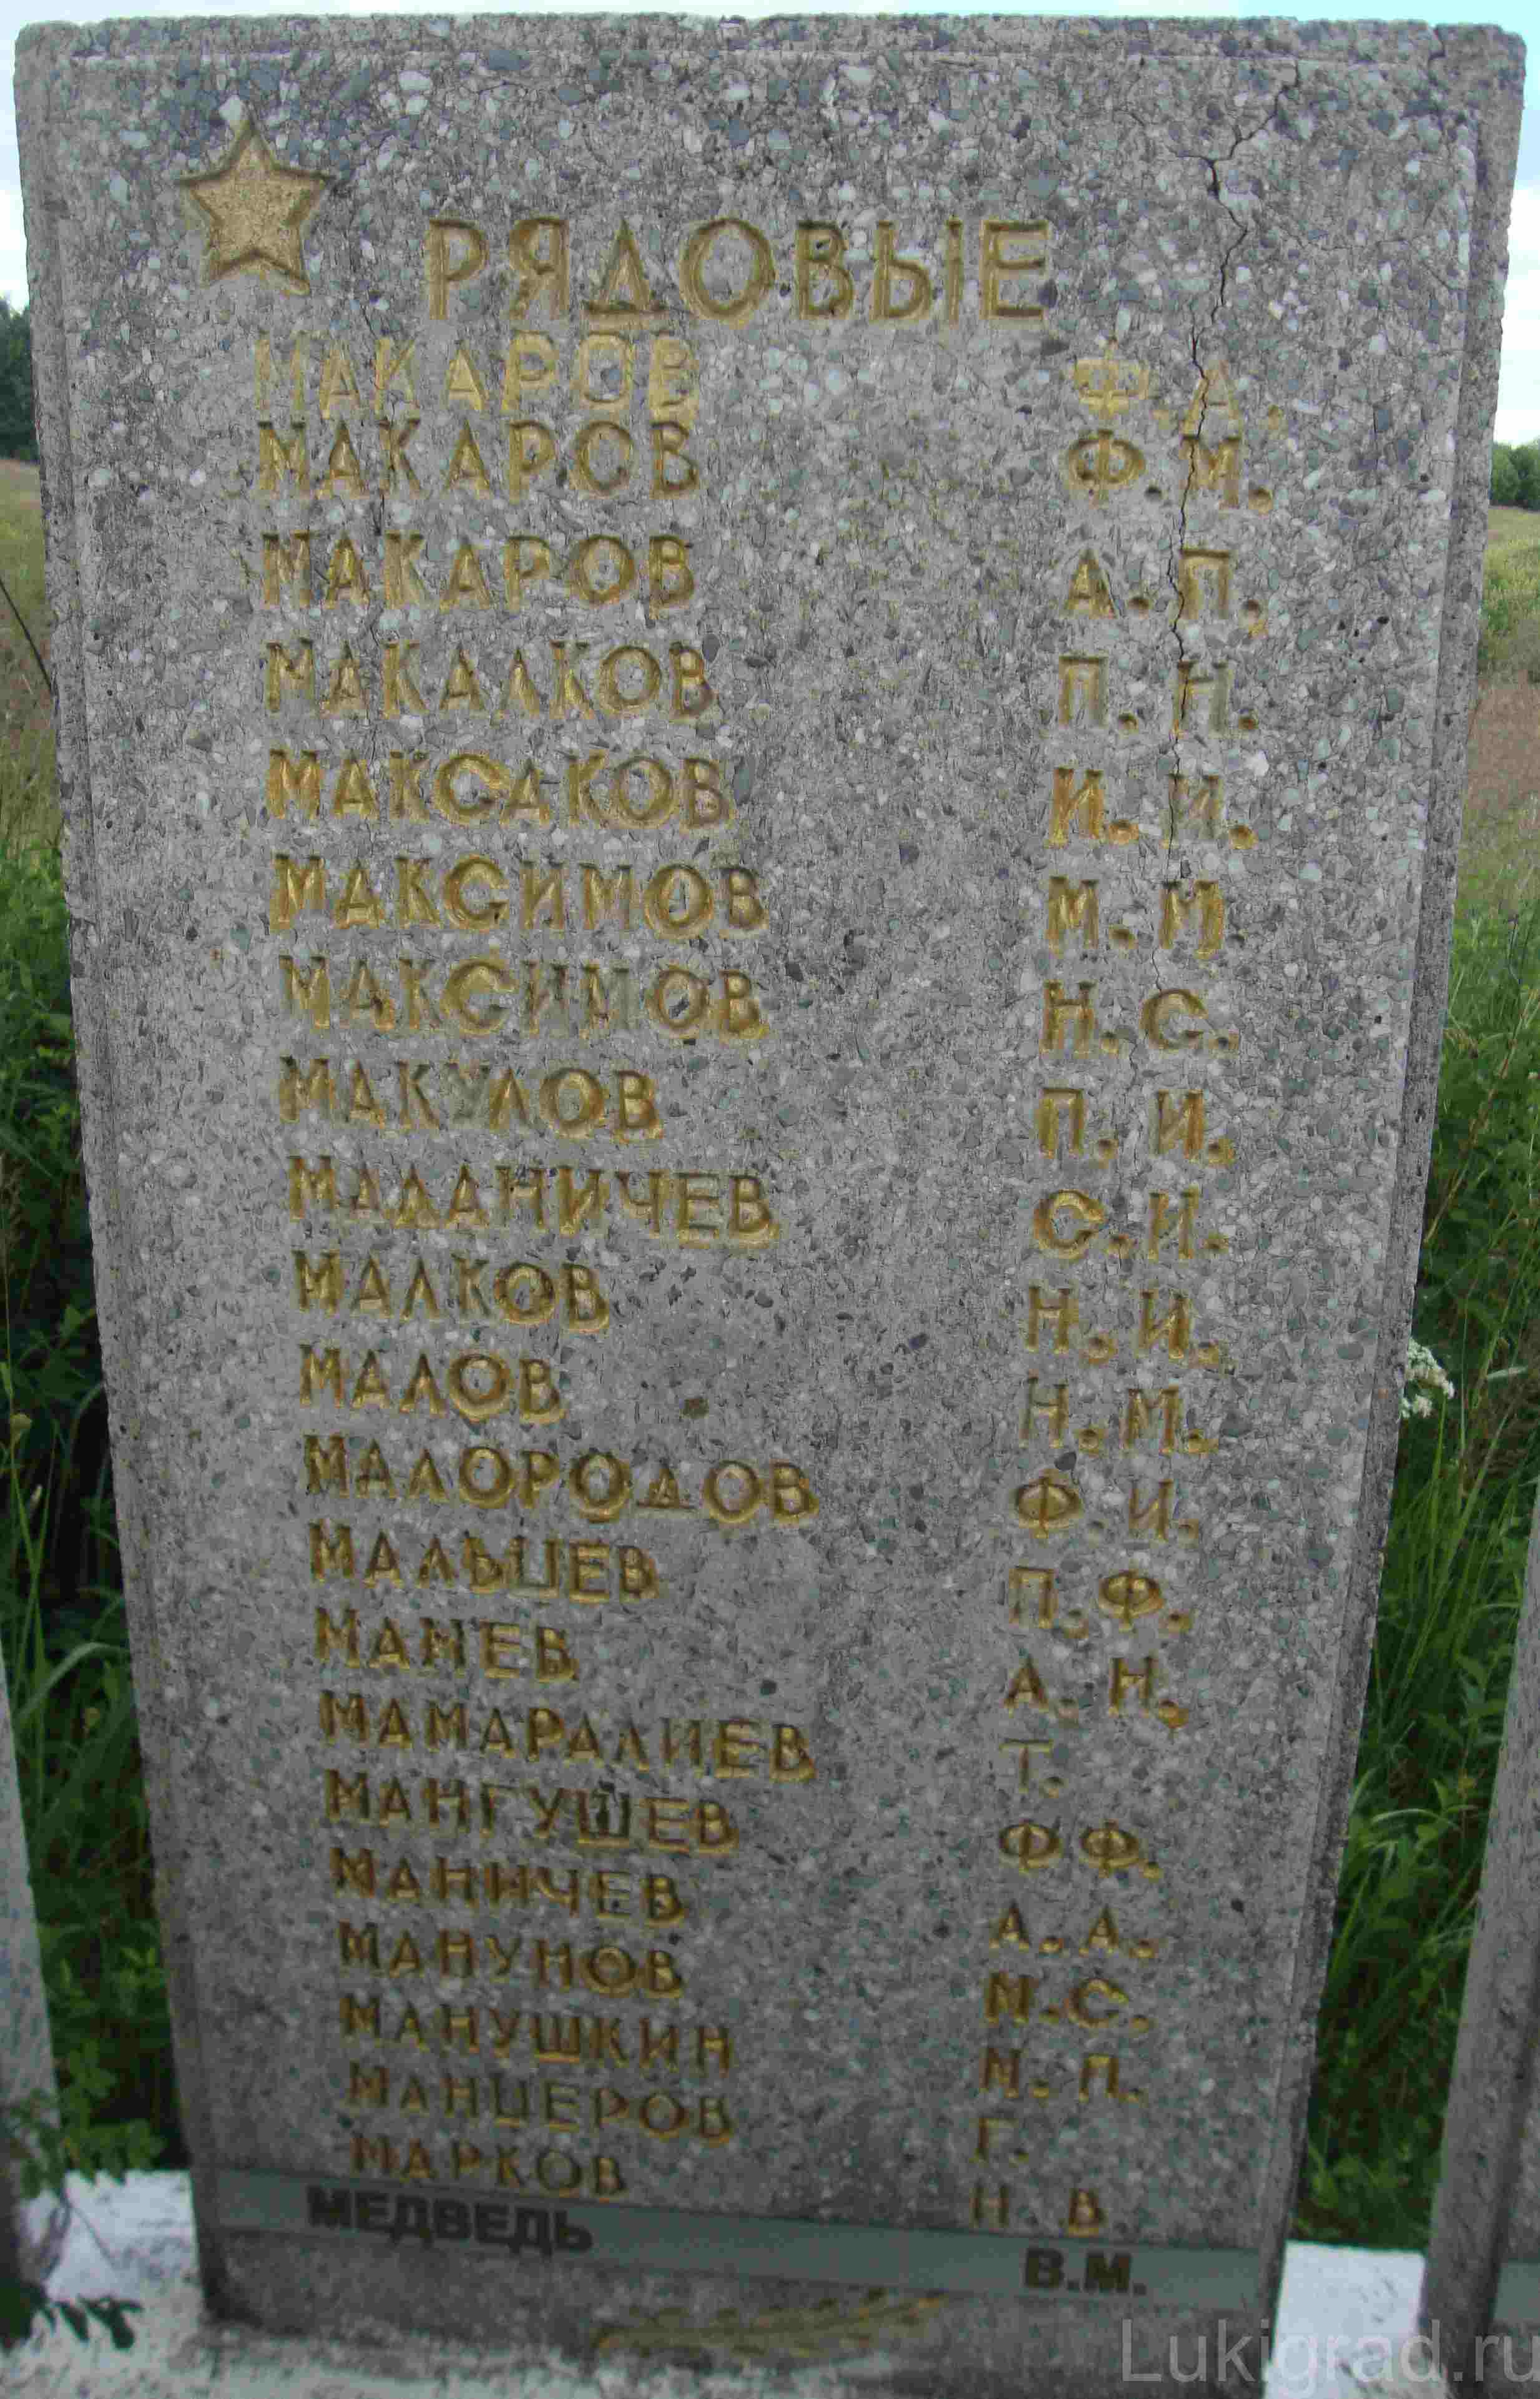 РЯДОВЫЕ
МАКАРОВ Ф.А.
МАКАРОВ Ф.М.
МАКАРОВ А.П.
МАКАЛКОВ П.Н.
МАКСАКОВ И.И.
МАКСИМОВ М.М.
МАКСИМОВ Н.С.
МАКУЛОВ П.И.
МАЛАНИЧЕВ С.И.
МАЛКОВ Н.И.
МАЛОВ Н.М.
МАЛОРОДОВ Ф.И.
МАЛЬЦЕВ П.Ф.
МАМЕВ А.Н.
МАМАРАЛИЕВ Т.
МАНГУШЕВ Ф Ф.
МАНИЧЕВ А.А.
МАНУНОВ М.С.
МАНУШКИН М.П.
МАНЦЕРОВ Г.
МАРКОВ Н.В.
МЕДВЕДЬ В.М.
Lukigrad.ru